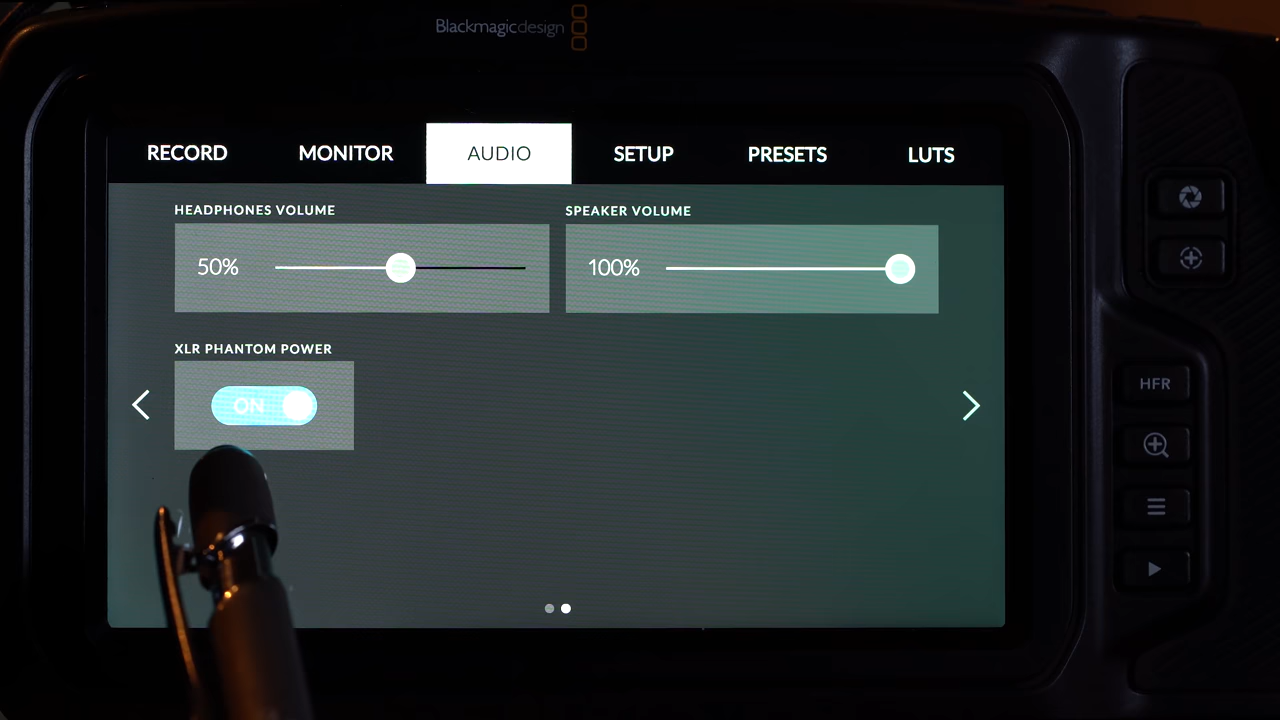 Blackmagicdesign
RECORD MONITOR AUDIO SETUP PRESETS LUTS
HEADPHONES VOLUME SPEAKER VOLUME
50% 100%
XLR PHANTOM POWER
ON
HFR